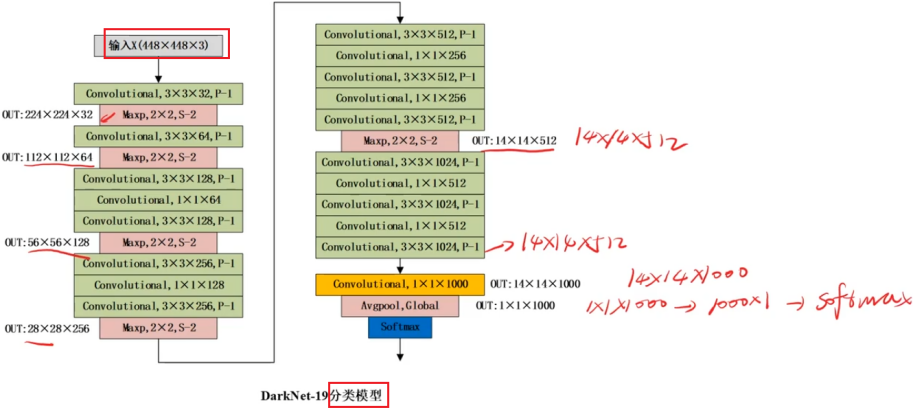 输入X(448×448×3)
Convolutional,3×3×32,P-1
OUT:224×224×32
Maxp,2×2,S-2
Convolutional,3×3×64,P-1
OUT:112×112×64
Maxp,2×2,S-2
Convolutional,3×3×128,P-1
Convolutional,1×1×64
Convolutional,3×3×128,P-1
OUT:56×56×128
Maxp,2×2,S-2
Convolutional,3×3×256,P-1
Convolutional,1×1×128
Convolutional,3×3×256,P-1
OUT:28×28×256
Maxp,2×2,S-2
Convolutional,3×3×512,P-1
Convolutional,1×1×256
Convolutional,3×3×512,P-1
Convolutional,1×1×256
Convolutional,3×3×512,P-1
Maxp,2×2,S-2
OUT:14×14×512
14×14×512
Convolutional,3×3×1024,P-1
Convolutional,1×1×512
Convolutional,3×3×1024,P-1
Convolutional,1×1×512
Convolutional,3×3×1024,P-1
→14×14×512
Convolutional,1×1×1000
OUT:14×14×1000
14×14×1000
Avgpool,Global
OUT:1×1×1000
1×1×1000→1000×1→softmax
Softmax
DarkNet-19分类模型